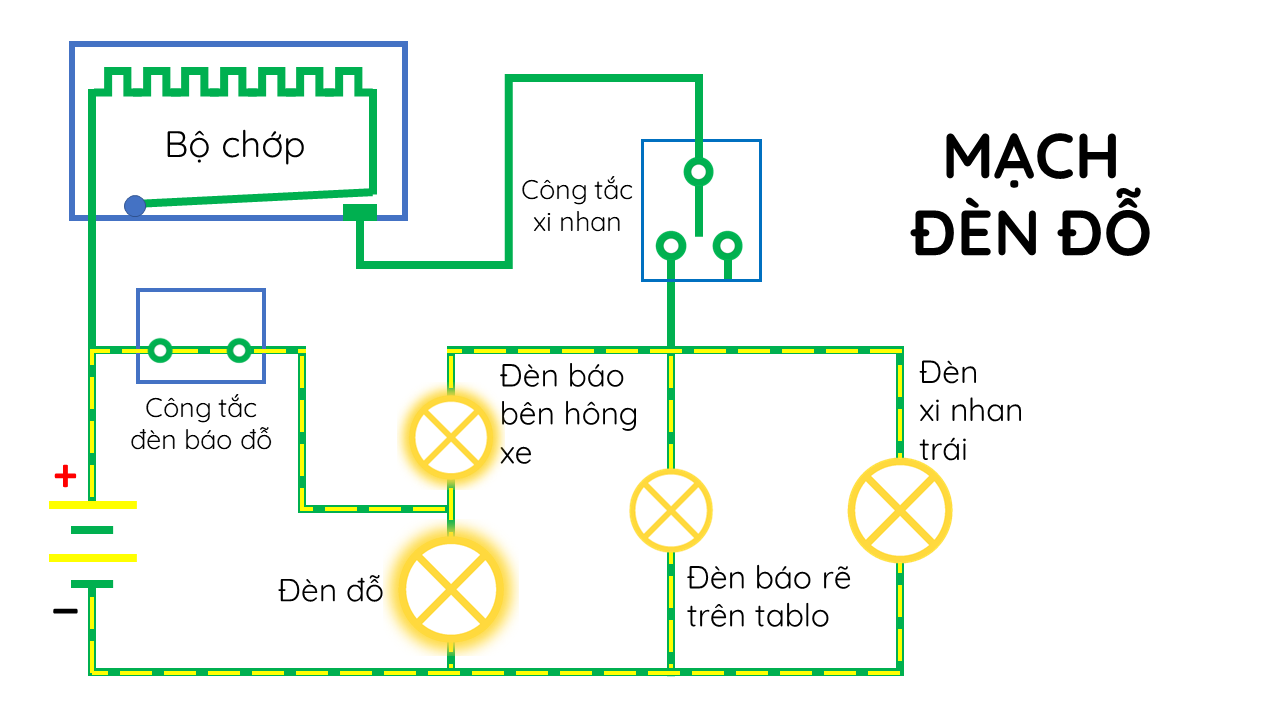 Bộ chớp
MẠCH
ĐÈN ĐỖ
Công tắc
xi nhan
Công tắc
đèn báo đỗ
Đèn báo
bên hông
xe
Đèn
xi nhan
trái
+
−
Đèn đỗ
Đèn báo rẽ
trên tablo